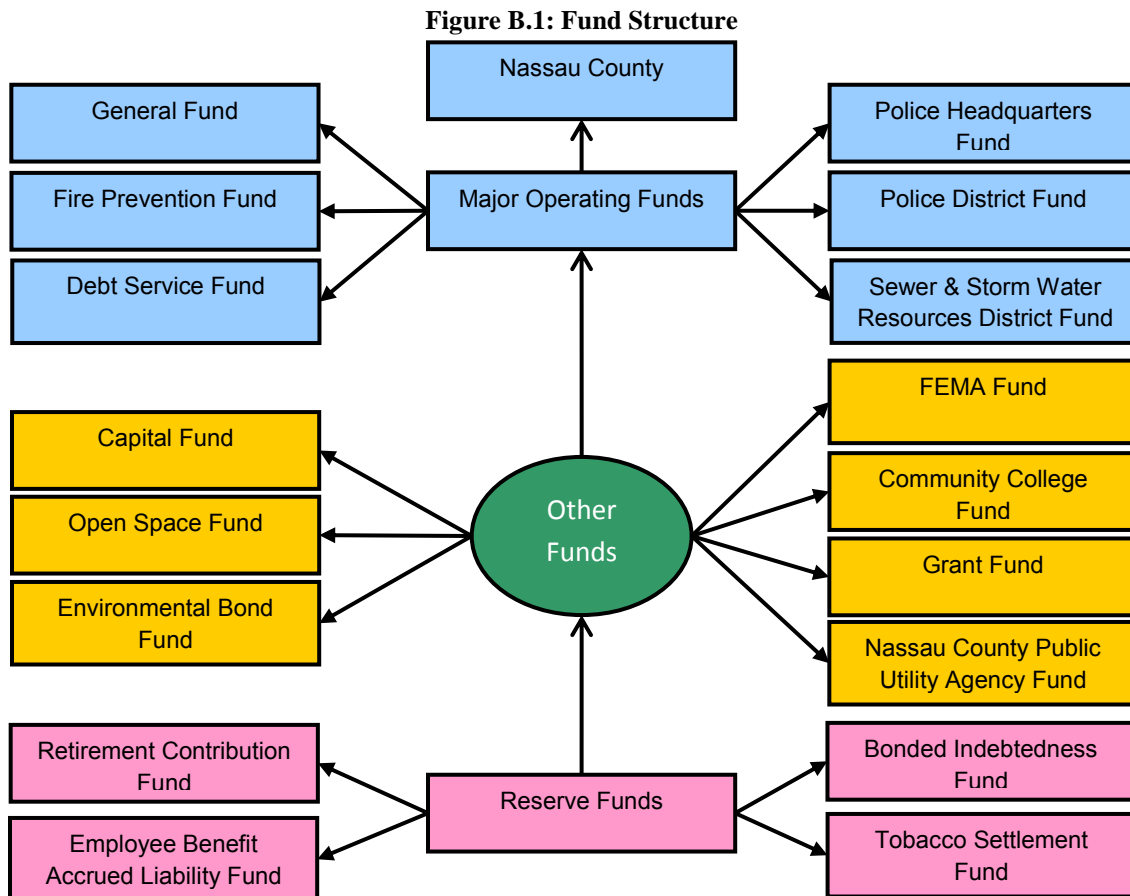 Figure B.1: Fund Structure
Nassau County
General Fund
Police Headquarters
Fund
Fire Prevention Fund
Major Operating Funds
Police District Fund
Debt Service Fund
Sewer & Storm Water
Resources District Fund
FEMA Fund
Capital Fund
Community College
Fund
Open Space Fund
Other
Funds
Grant Fund
Environmental Bond
Fund
Nassau County Public
Utility Agency Fund
Retirement Contribution
Fund
Bonded Indebtedness
Fund
Reserve Funds
Employee Benefit
Accrued Liability Fund
Tobacco Settlement
Fund